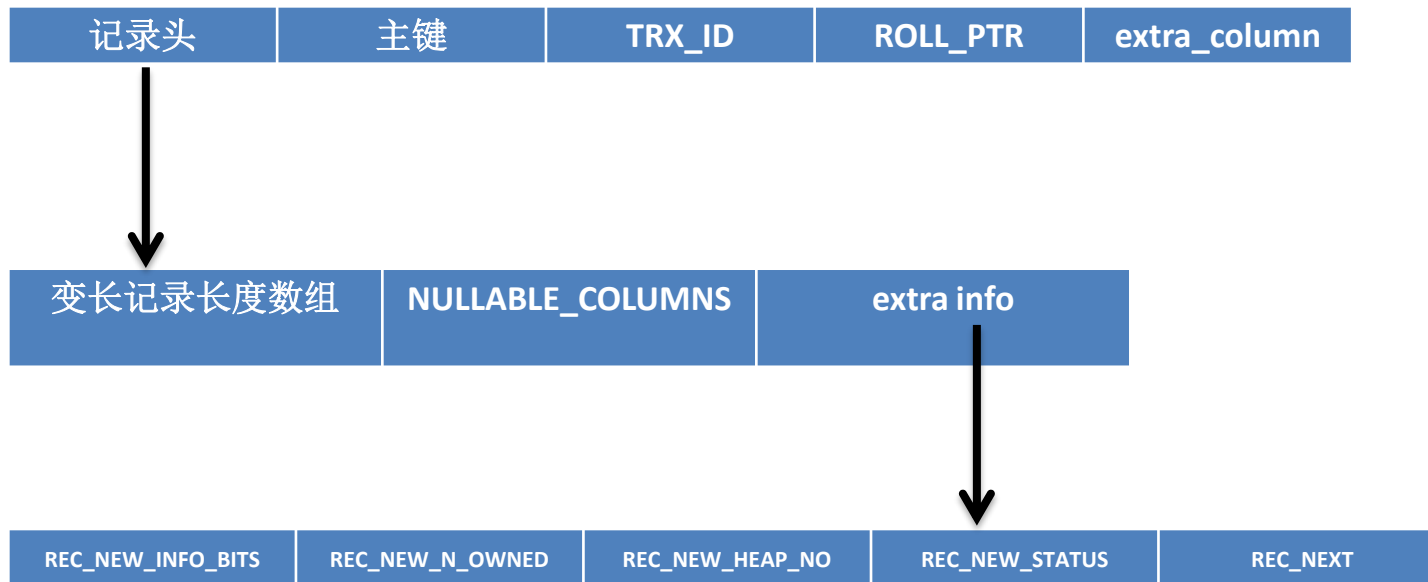 记录头 主键 TRX_ID ROLL_PTR extra_column
变长记录长度数组 NULLABLE_COLUMNS extra info
REC_NEW_INFO_BITS REC_NEW_N_OWNED REC_NEW_HEAP_NO REC_NEW_STATUS REC_NEXT